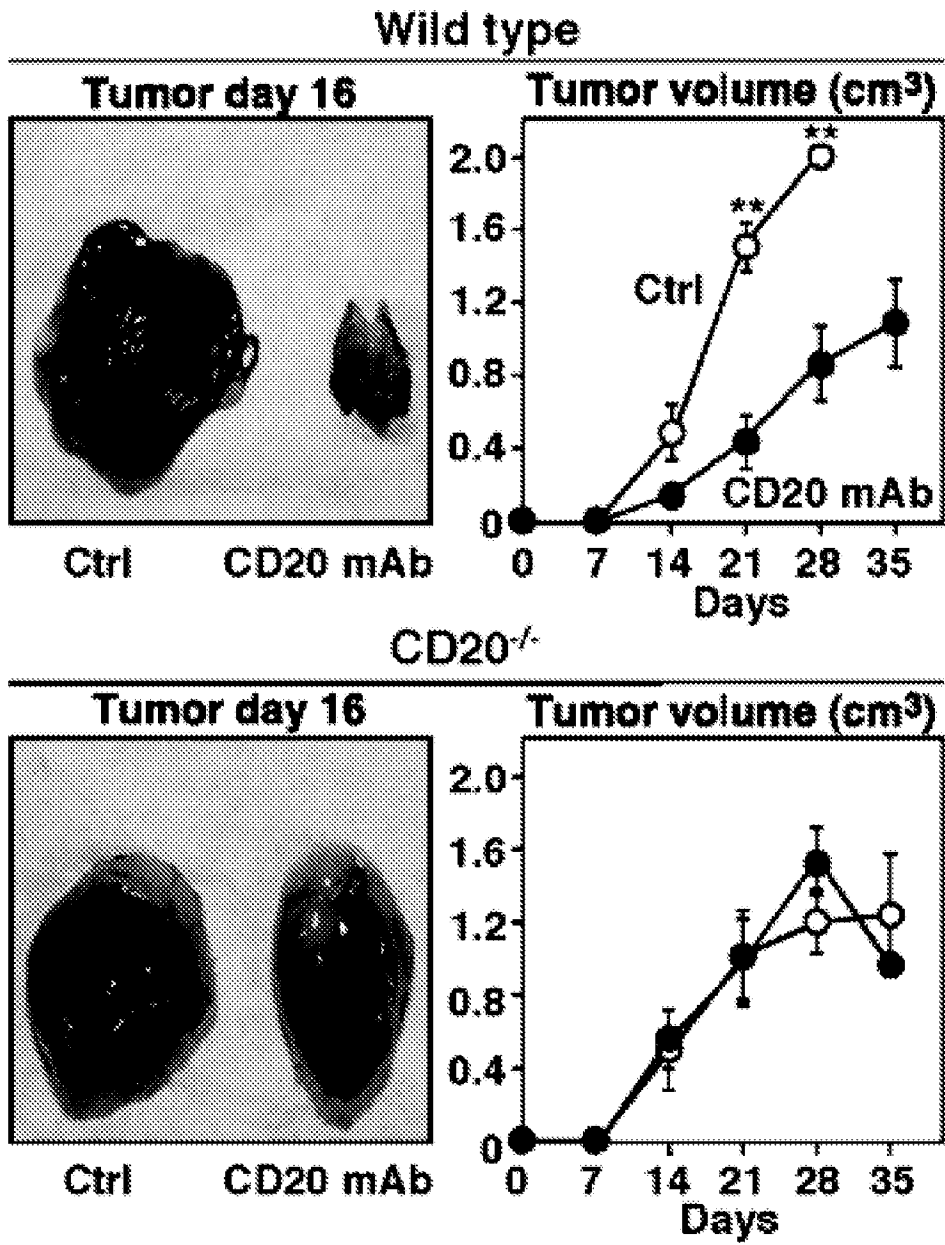 Wild type
Tumor day 16
Ctrl CD20 mAb
Tumor volume (cm³)
2.0
1.6
1.2
0.8
0.4
0
**
**
Ctrl
CD20 mAb
0 7 14 21 28 35
Days
CD20-/-
Tumor day 16
Ctrl CD20 mAb
Tumor volume (cm³)
2.0
1.6
1.2
0.8
0.4
0
0 7 14 21 28 35
Days